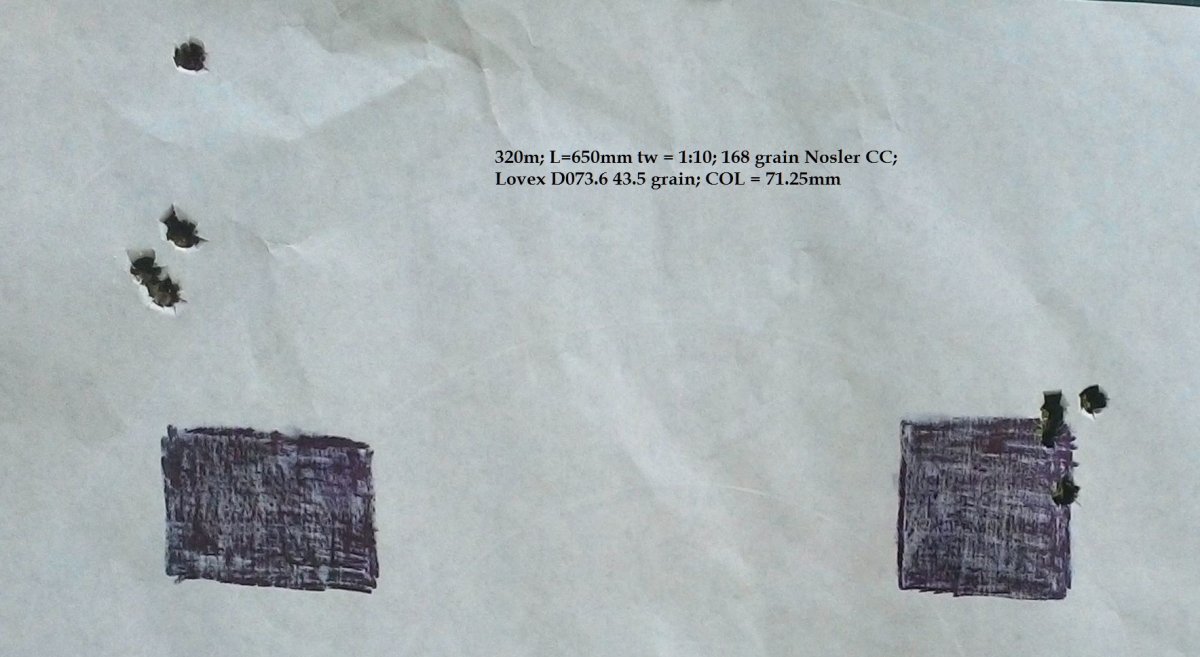 320m; L=650mm tw = 1:10; 168 grain Nosler CC;
Lovex D073.6 43.5 grain; COL = 71.25mm